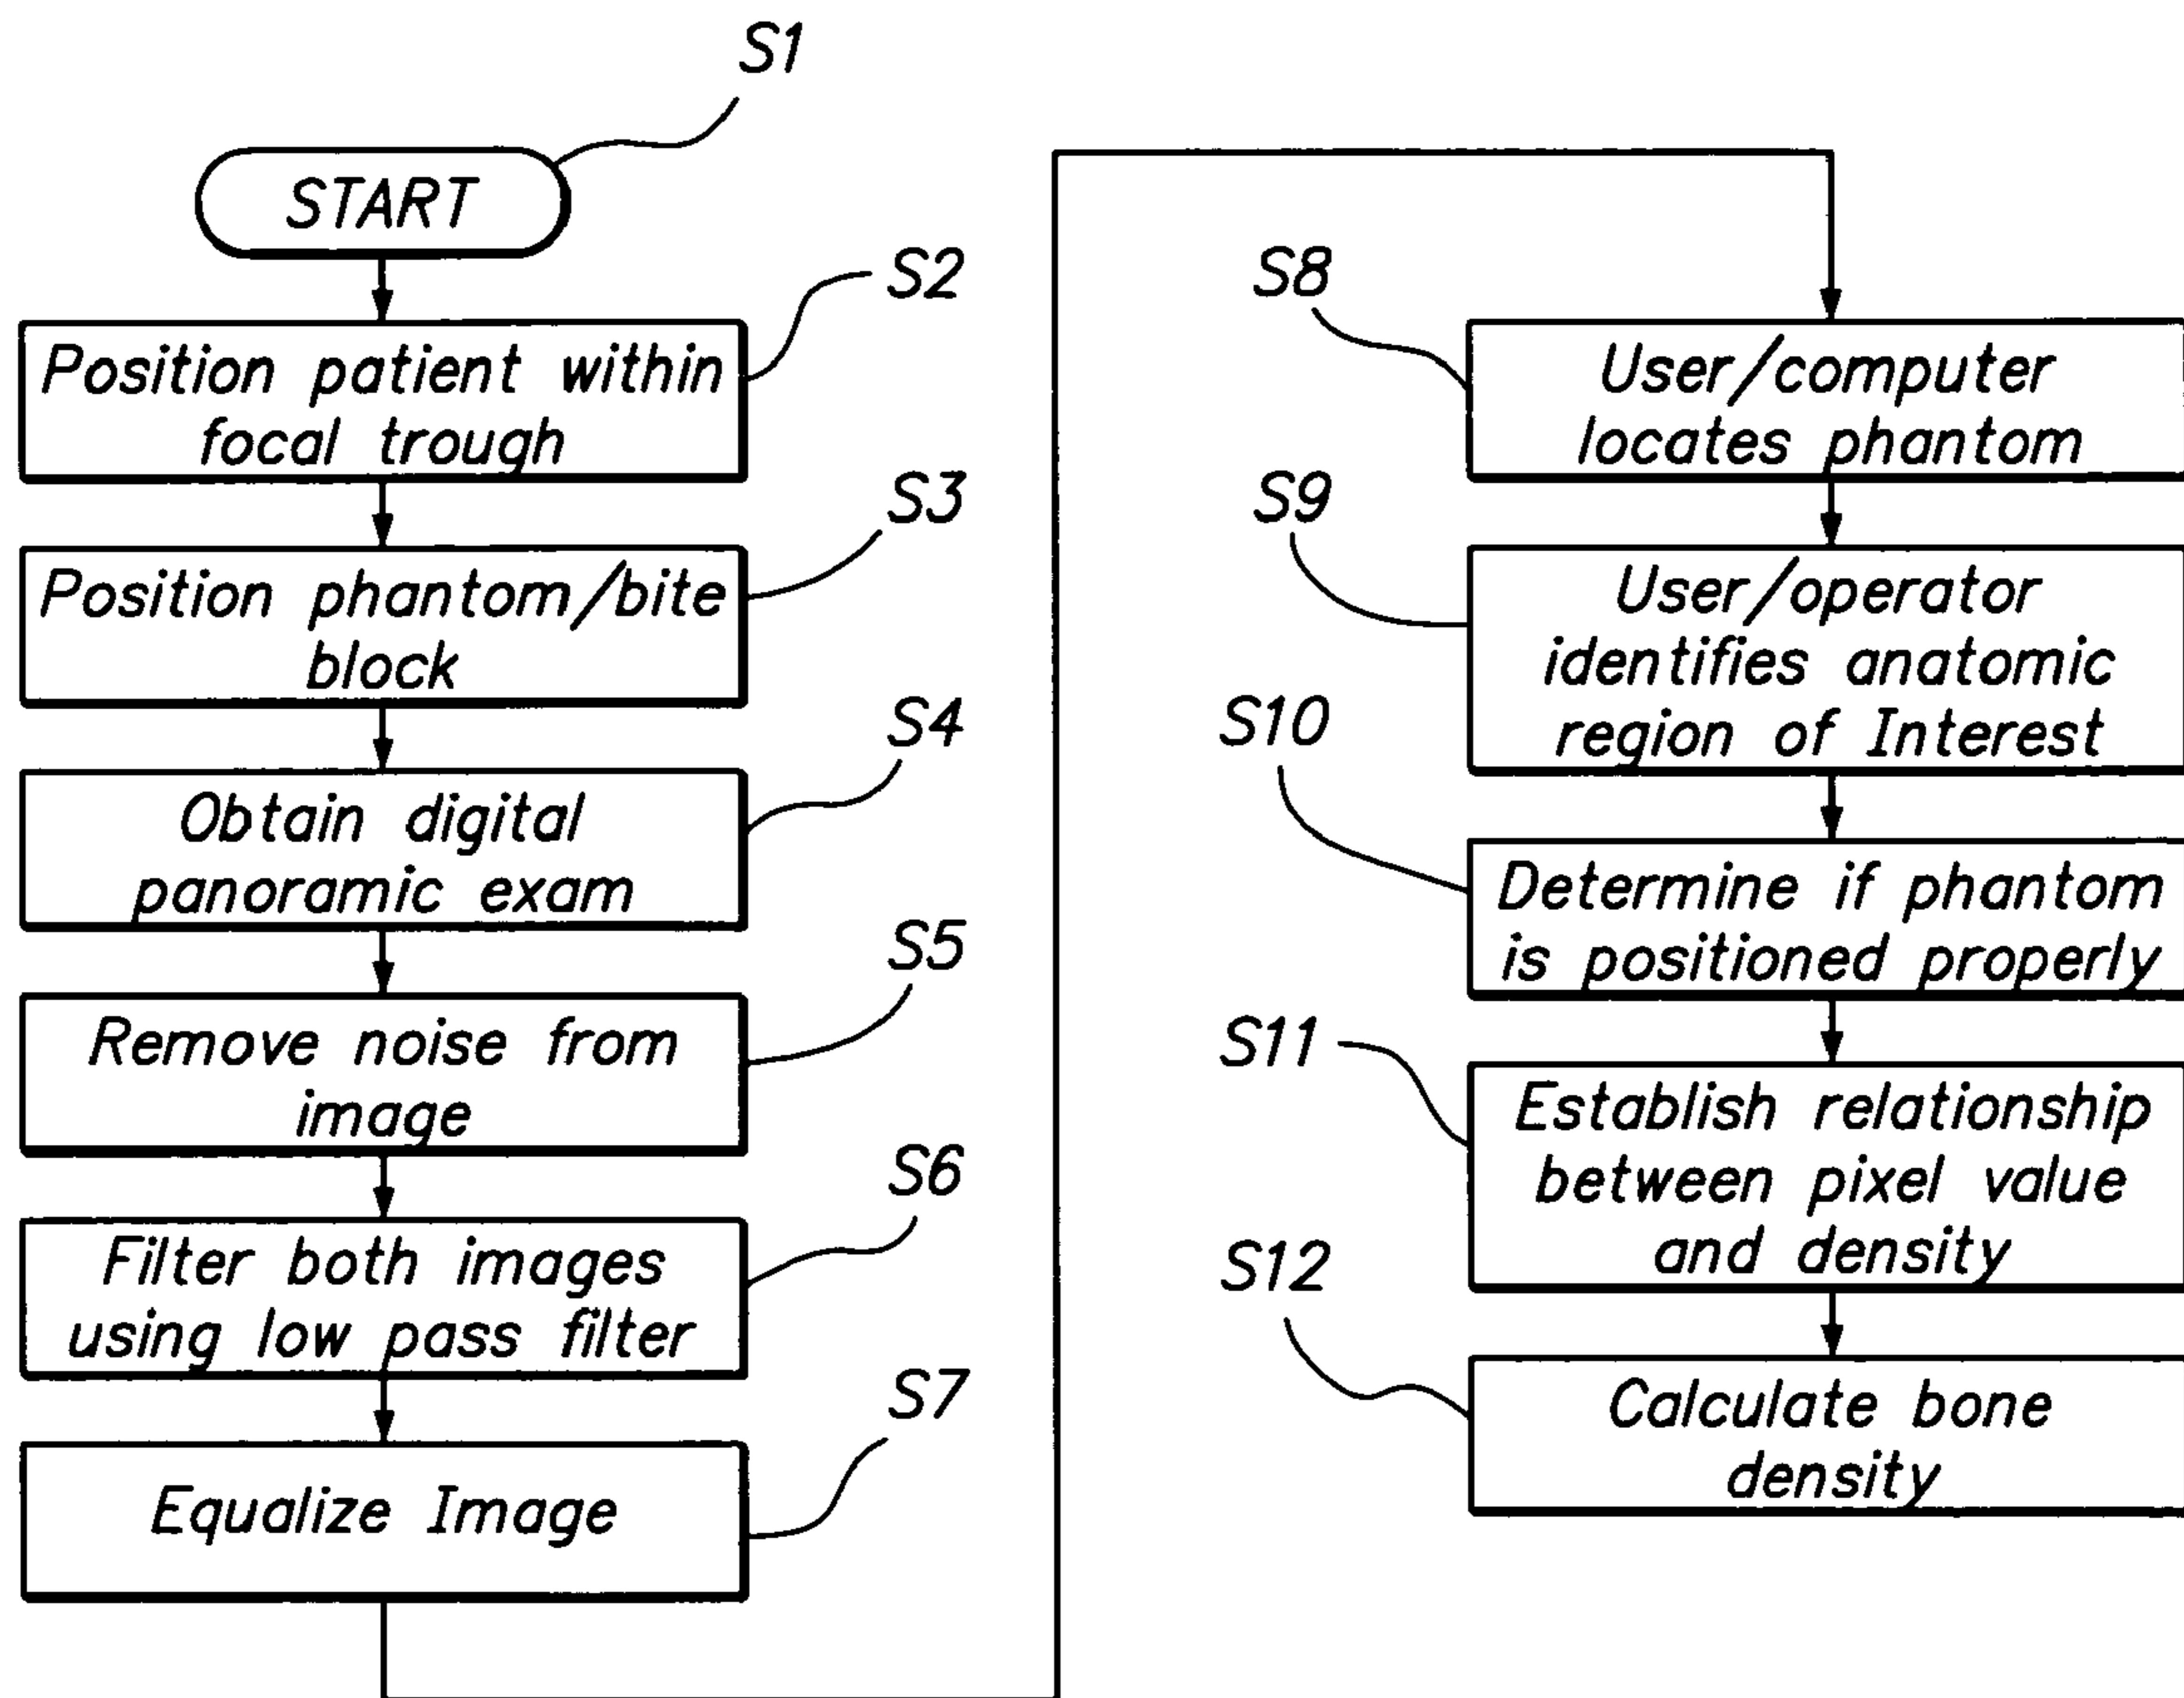 S1
START
S2
Position patient within
focal trough
S3
Position phantom/bite
block
S4
Obtain digital
panoramic exam
S5
Remove noise from
image
S6
Filter both images
using low pass filter
S7
Equalize Image
S8
User/computer
locates phantom
S9
User/operator
identifies anatomic
region of Interest
S10
Determine if phantom
is positioned properly
S11
Establish relationship
between pixel value
and density
S12
Calculate bone
density